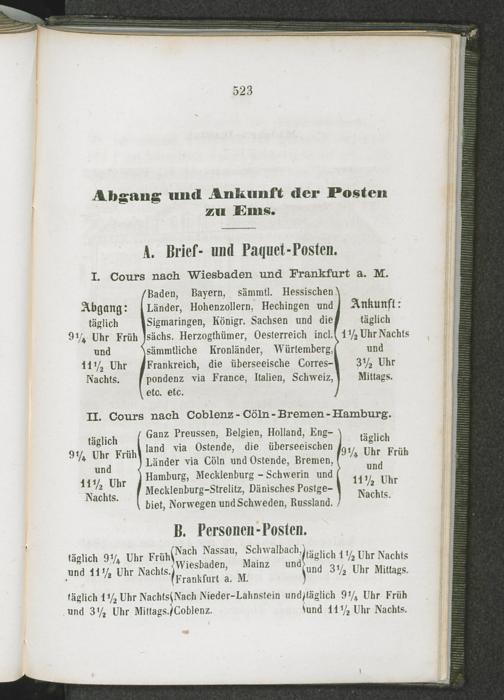 523
Abgang und Ankunft der Posten
zu Ems.
A. Brief- und Paquet-Posten.
I. Cours nach Wiesbaden und Frankfurt a. M.
Abgang:
täglich
9¼ Uhr Früh
und
11½ Uhr
Nachts.
Baden, Bayern, sämmtl. Hessischen
Länder, Hohenzollern, Hechingen und
Sigmaringen, Königr. Sachsen und die
sächs. Herzogthümer, Oesterreich incl.
sämmtliche Kronländer, Würtemberg,
Frankreich, die überseeische Corres-
pondenz via France, Italien, Schweiz,
etc. etc.
Ankunft:
täglich
1½ Uhr Nachts
und
3½ Uhr
Mittags.
II. Cours nach Coblenz-Cöln-Bremen-Hamburg.
täglich
9¼ Uhr Früh
und
11½ Uhr
Nachts.
Ganz Preussen, Belgien, Holland, Eng-
land via Ostende, die überseeischen
Länder via Cöln und Ostende, Bremen,
Hamburg, Mecklenburg-Schwerin und
Mecklenburg-Strelitz, Dänisches Postge-
biet, Norwegen und Schweden, Russland.
täglich
9¼ Uhr Früh
und
11½ Uhr
Nachts.
B. Personen-Posten.
täglich 9¼ Uhr Früh
und 11½ Uhr Nachts.
Nach Nassau, Schwalbach,
Wiesbaden, Mainz und
Frankfurt a. M.
täglich 1½ Uhr Nachts
und 3½ Uhr Mittags.
täglich 1½ Uhr Nachts
und 3½ Uhr Mittags.
Nach Nieder-Lahnstein und
Coblenz.
täglich 9¼ Uhr Früh
und 11½ Uhr Nachts.